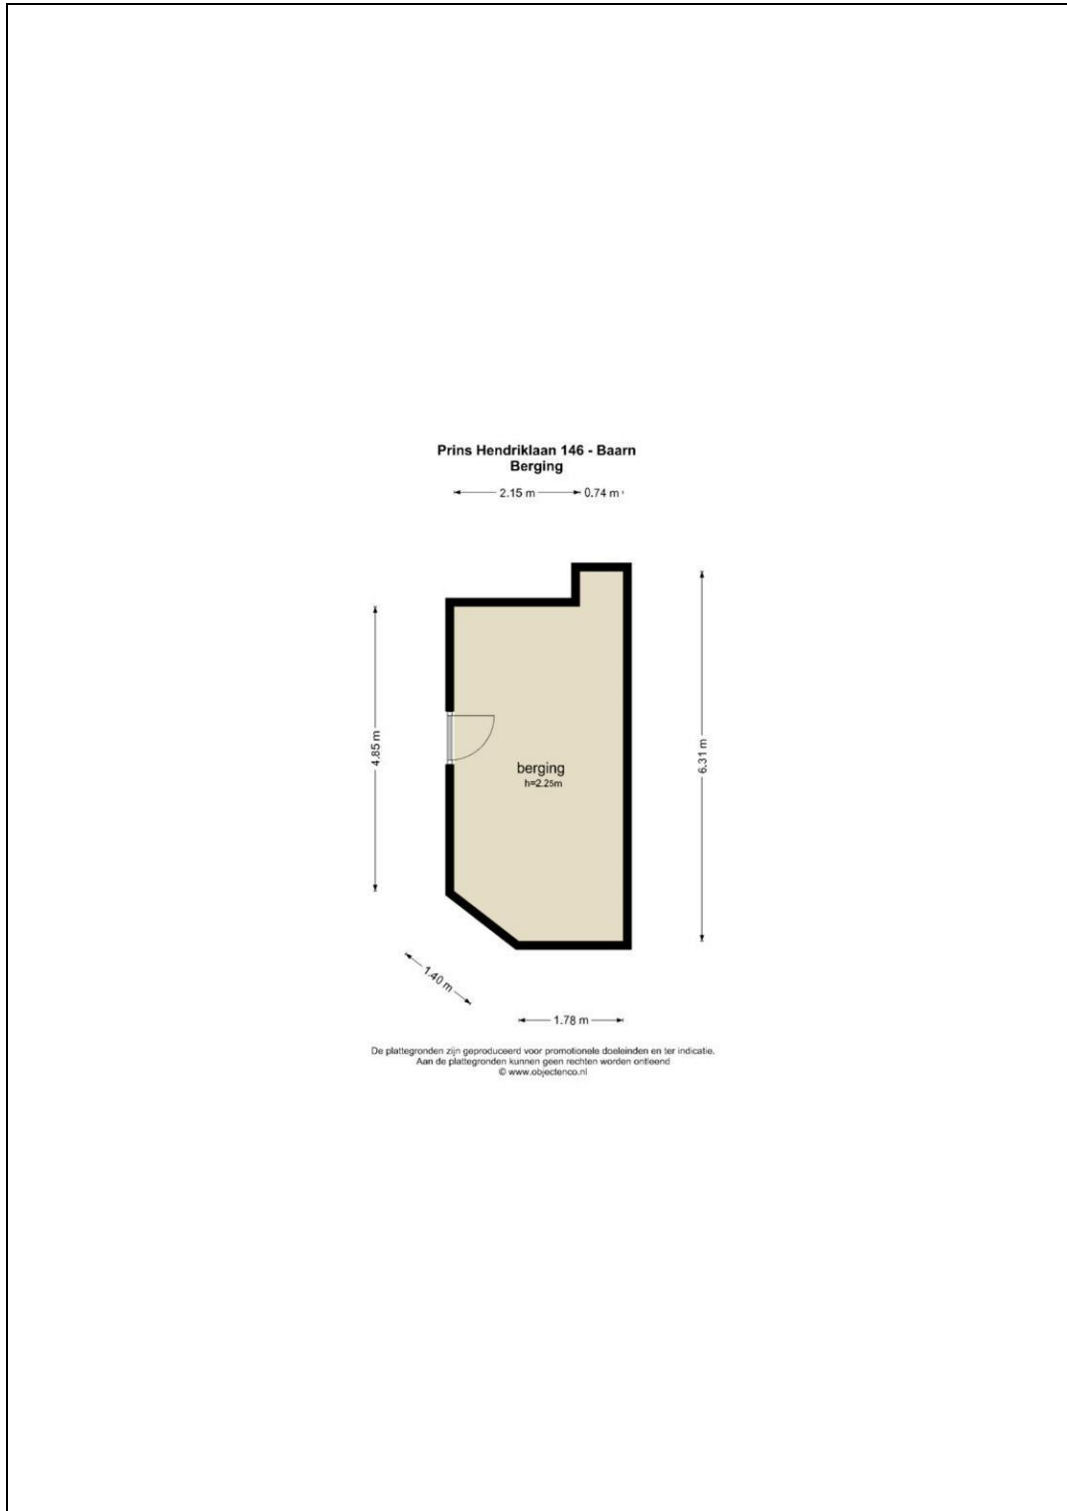 Prins Hendriklaan 146 - Baarn
Berging
2.15 m 0.74 m
4.85 m
6.31 m
berging
h=2.25m
1.40 m
1.78 m
De plattegronden zijn geproduceerd voor promotionele doeleinden en ter indicatie.
Aan de plattegronden kunnen geen rechten worden ontleend
© www.objectenco.nl